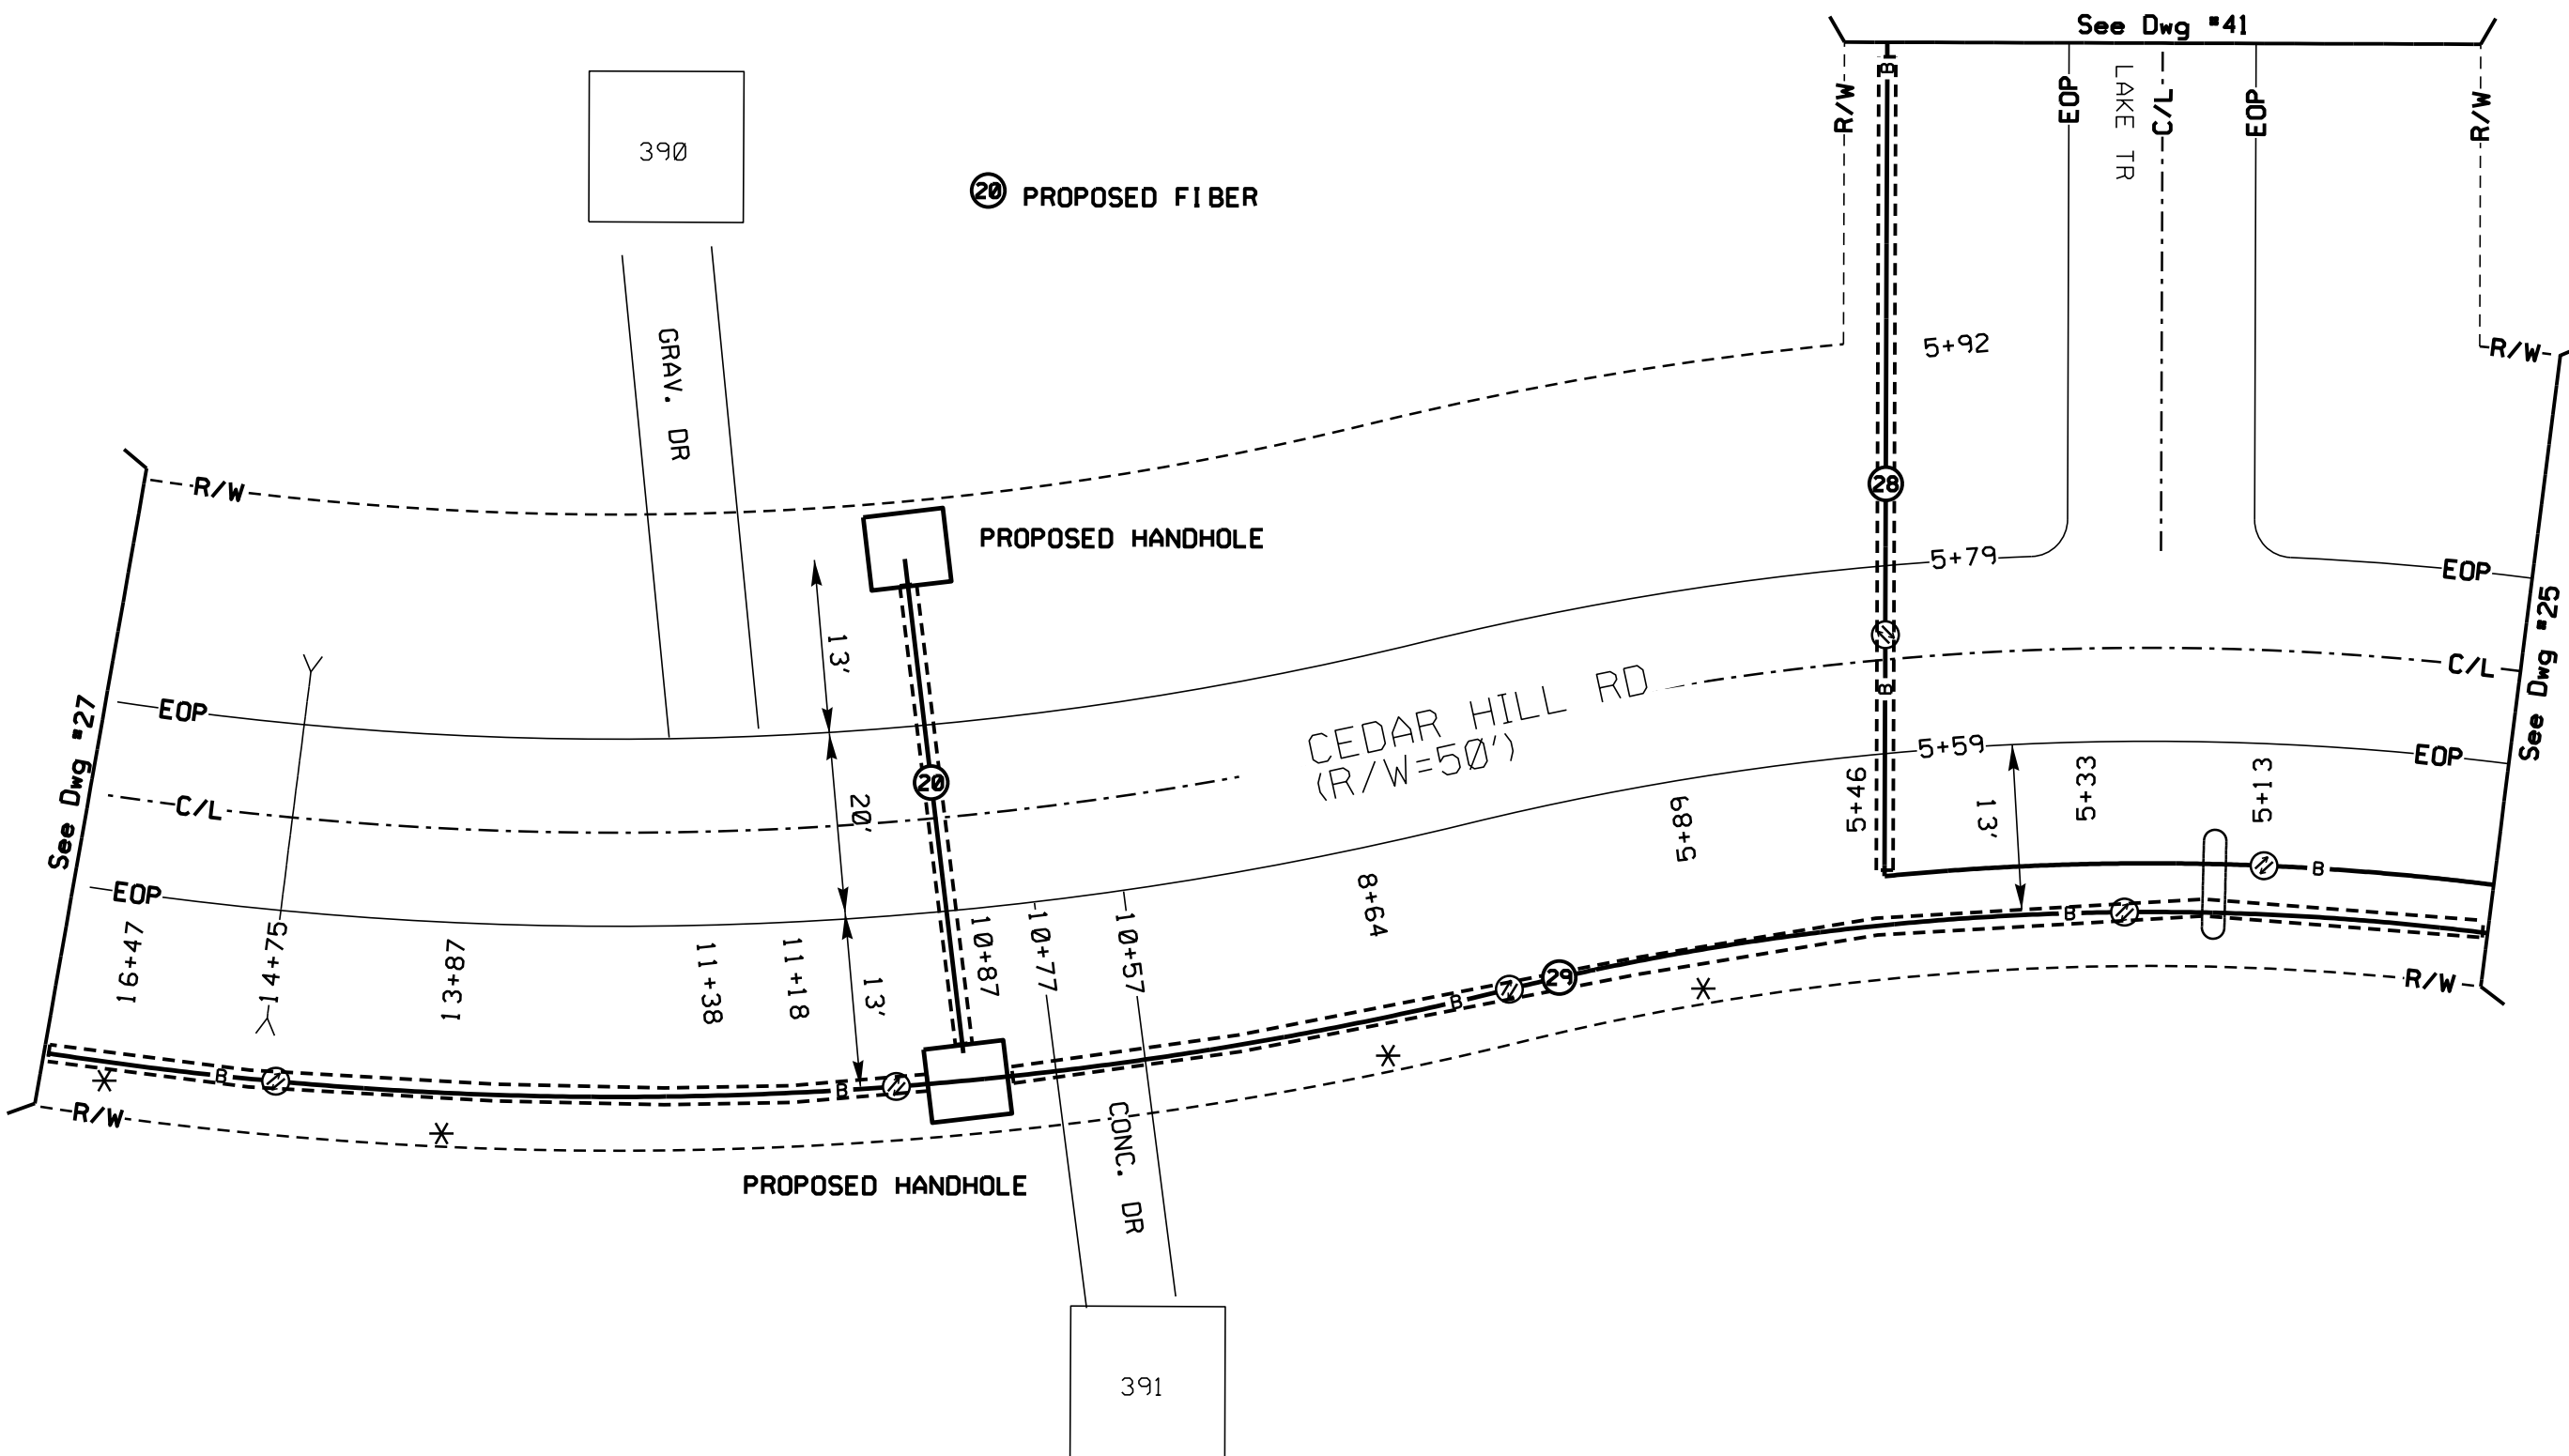 See Dwg #41
R/W
B
EOP
LAKE TR
C/L
EOP
R/W
390
20 PROPOSED FIBER
GRAV. DR
5+92
R/W
R/W
28
PROPOSED HANDHOLE
5+79
EOP
See Dwg #25
13'
C/L
B
CEDAR HILL RD
(R/W=50')
See Dwg #27
EOP
20
20'
C/L
5+59
EOP
5+89
5+46
13'
5+33
5+13
EOP
8+64
B
B
16+47
14+75
13+87
11+38
11+18
13'
10+87
10+77
10+57
29
B
R/W
B
B
R/W
CONC. DR
PROPOSED HANDHOLE
391